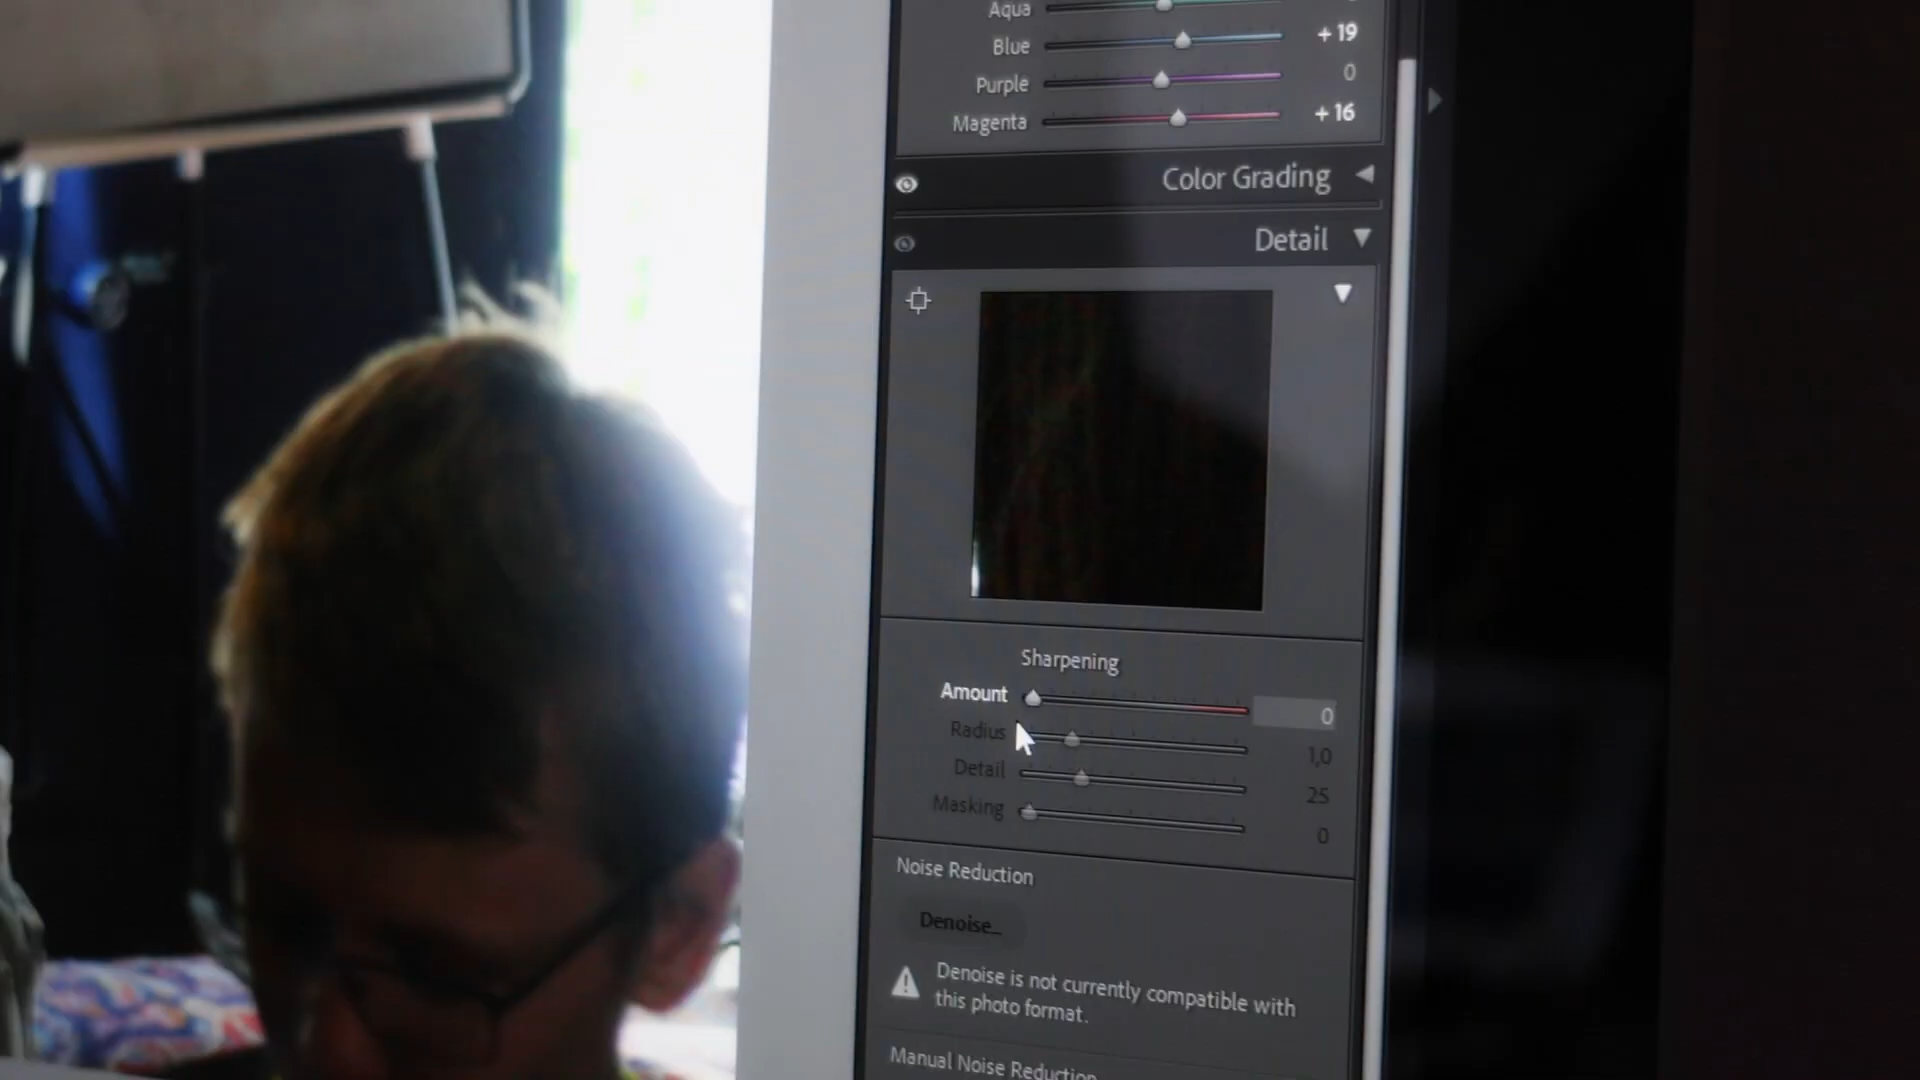 Aqua
Blue +19
Purple 0
Magenta +16
Color Grading
Detail
Sharpening
Amount 0
Radius 1,0
Detail 25
Masking 0
Noise Reduction
Denoise...
Denoise is not currently compatible with
this photo format.
Manual Noise Reduction